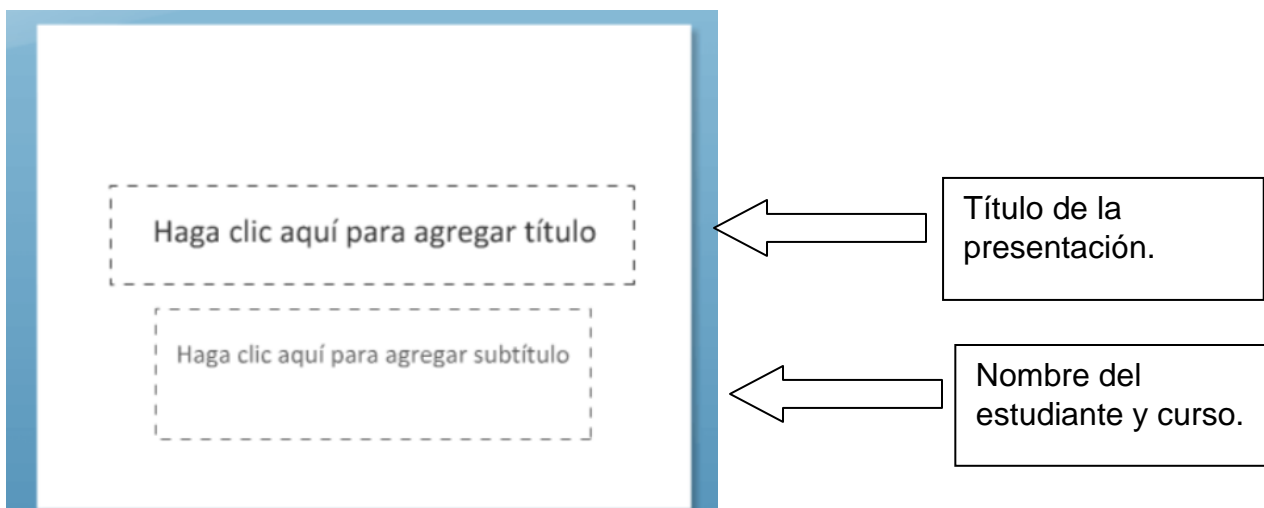 Haga clic aquí para agregar título
Título de la
presentación.
Haga clic aquí para agregar subtítulo
Nombre del
estudiante y curso.